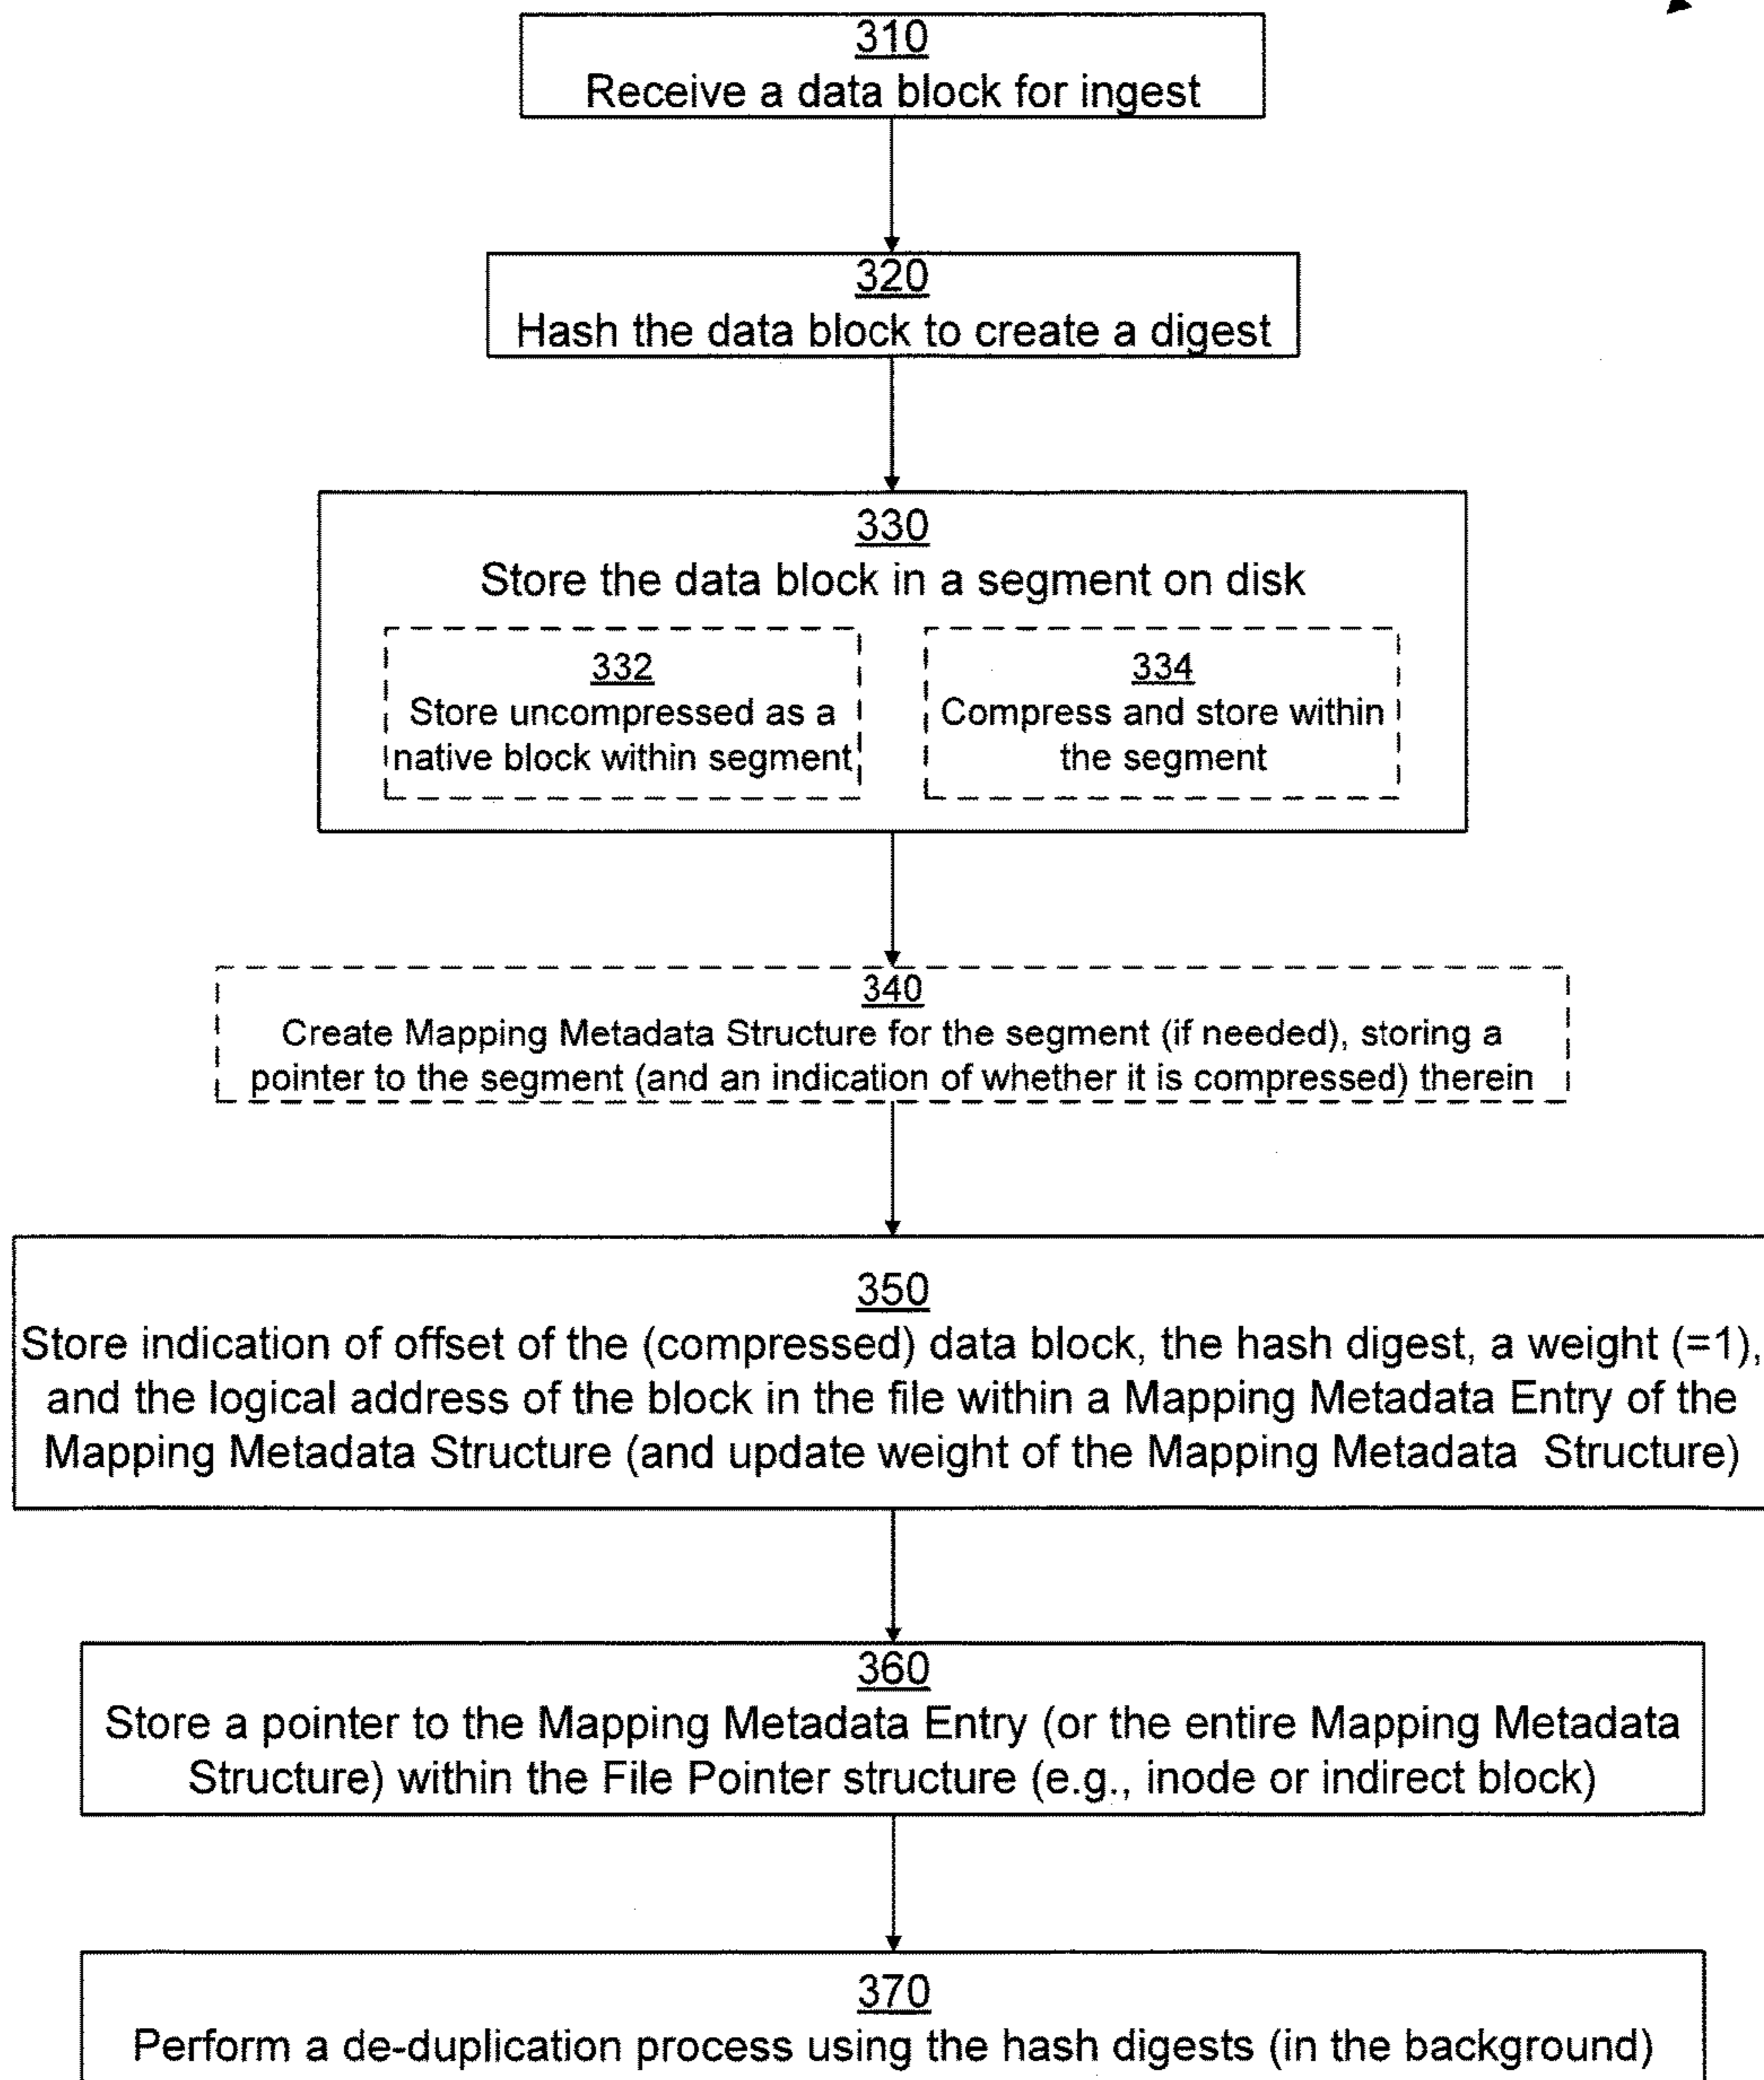 310
Receive a data block for ingest
320
Hash the data block to create a digest
330
Store the data block in a segment on disk
332
Store uncompressed as a
native block within segment
334
Compress and store within
the segment
340
Create Mapping Metadata Structure for the segment (if needed), storing a
pointer to the segment (and an indication of whether it is compressed) therein
350
Store indication of offset of the (compressed) data block, the hash digest, a weight (=1),
and the logical address of the block in the file within a Mapping Metadata Entry of the
Mapping Metadata Structure (and update weight of the Mapping Metadata Structure)
360
Store a pointer to the Mapping Metadata Entry (or the entire Mapping Metadata
Structure) within the File Pointer structure (e.g., inode or indirect block)
370
Perform a de-duplication process using the hash digests (in the background)